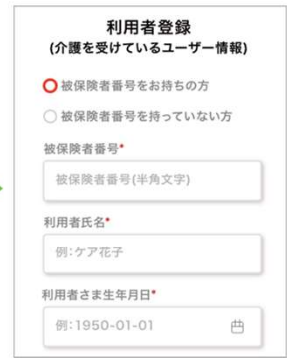 利用者登録
(介護を受けているユーザー情報)
被保険者番号をお持ちの方
被保険者番号を持っていない方
被保険者番号*
被保険者番号(半角文字)
利用者氏名*
例:ケア花子
利用者さま生年月日*
例:1950-01-01